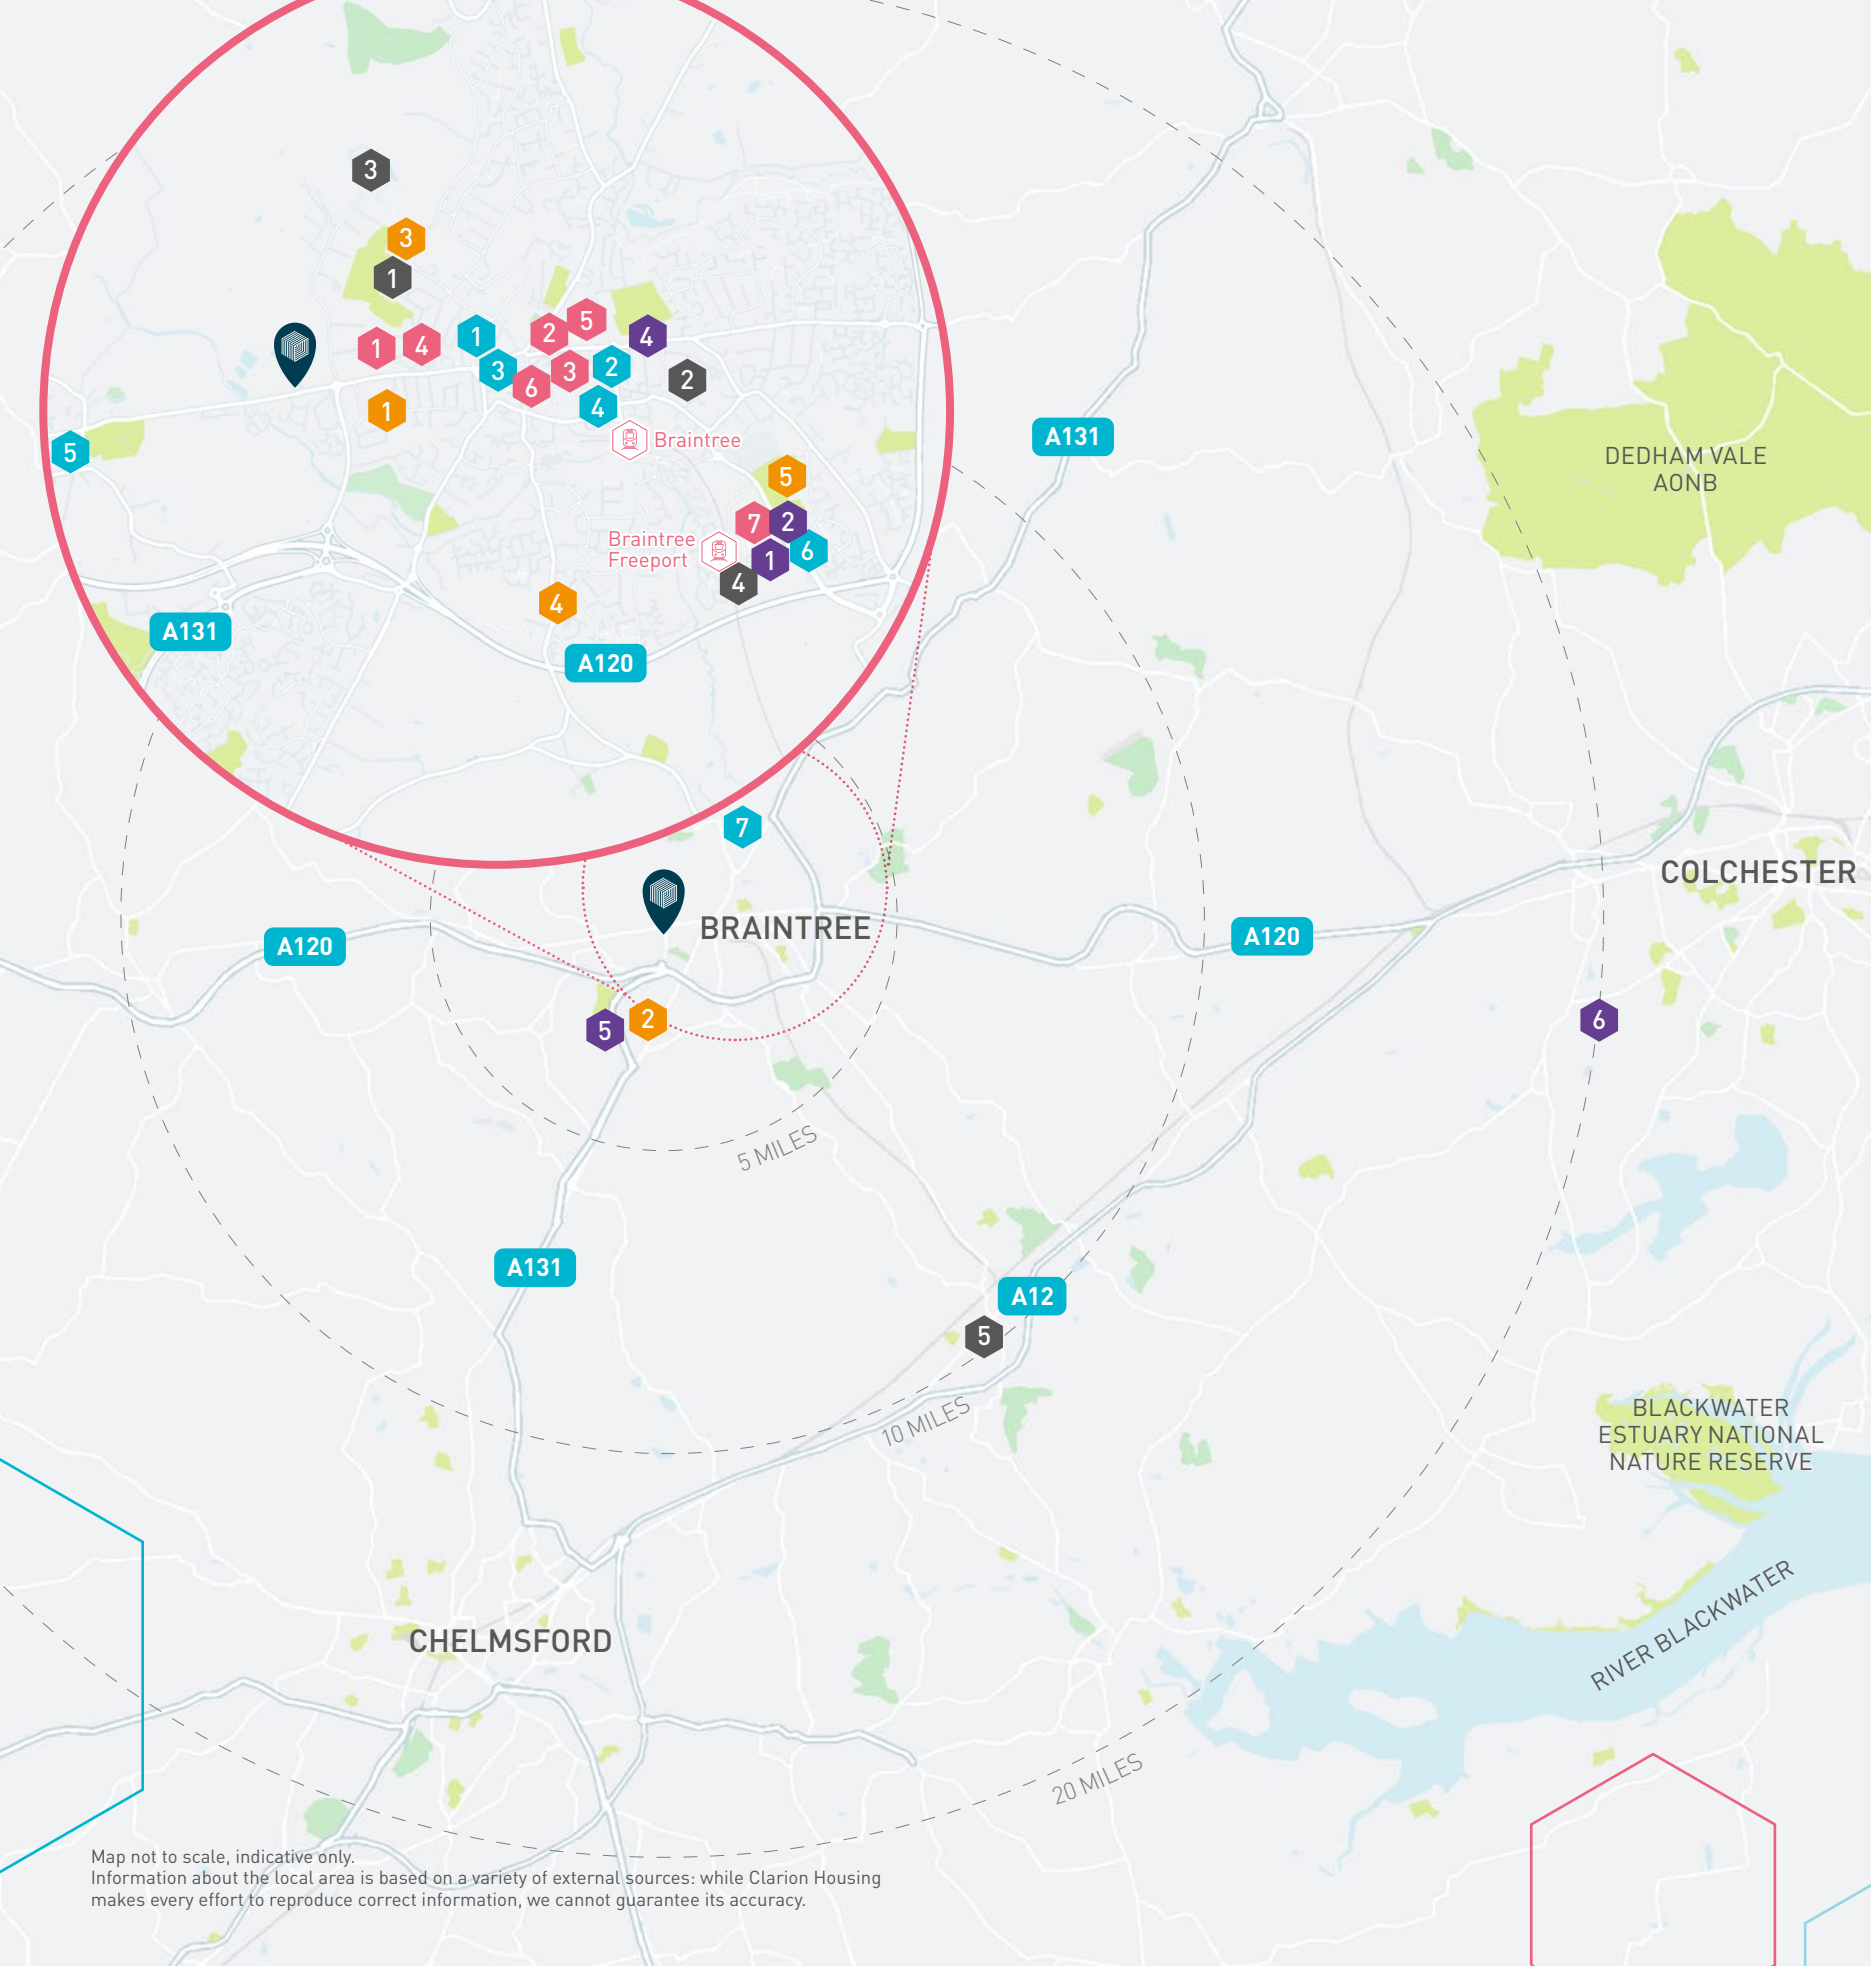 3
3
1
5
2
4
1
4
1
2
3
3
2
6
1
4
Braintree
5
5
7
2
Braintree
Freeport
6
1
4
4
A131
A120
A131
DEDHAM VALE
AONB
7
COLCHESTER
BRAINTREE
A120
A120
5
2
6
5 MILES
A131
A12
5
10 MILES
BLACKWATER
ESTUARY NATIONAL
NATURE RESERVE
RIVER BLACKWATER
CHELMSFORD
20 MILES
Map not to scale, indicative only.
Information about the local area is based on a variety of external sources: while Clarion Housing
makes every effort to reproduce correct information, we cannot guarantee its accuracy.